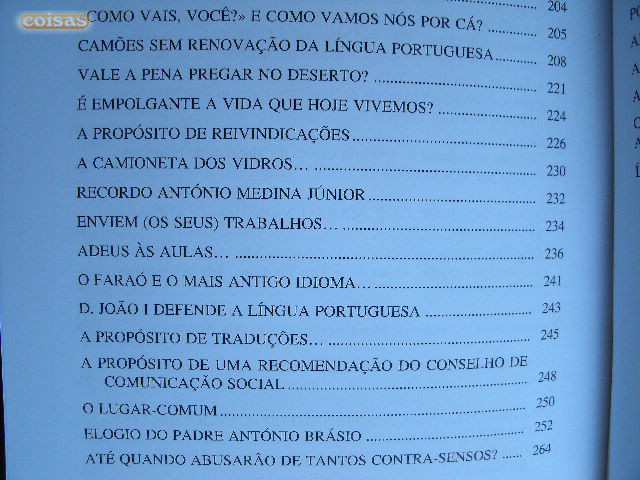 coisas
204
COMO VAIS, VOCÊ?» E COMO VAMOS NÓS POR CÁ? 205
CAMÕES SEM RENOVAÇÃO DA LÍNGUA PORTUGUESA 208
VALE A PENA PREGAR NO DESERTO? 221
É EMPOLGANTE A VIDA QUE HOJE VIVEMOS? 224
A PROPÓSITO DE REIVINDICAÇÕES 226
A CAMIONETA DOS VIDROS... 230
RECORDO ANTÓNIO MEDINA JÚNIOR 232
ENVIEM (OS SEUS) TRABALHOS... 234
ADEUS ÀS AULAS... 236
O FARAÓ E O MAIS ANTIGO IDIOMA... 241
D. JOÃO I DEFENDE A LÍNGUA PORTUGUESA 243
A PROPÓSITO DE TRADUÇÕES... 245
A PROPÓSITO DE UMA RECOMENDAÇÃO DO CONSELHO DE
COMUNICAÇÃO SOCIAL 248
O LUGAR-COMUM 250
ELOGIO DO PADRE ANTÓNIO BRÁSIO 252
ATÉ QUANDO ABUSARÃO DE TANTOS CONTRA-SENSOS? 264